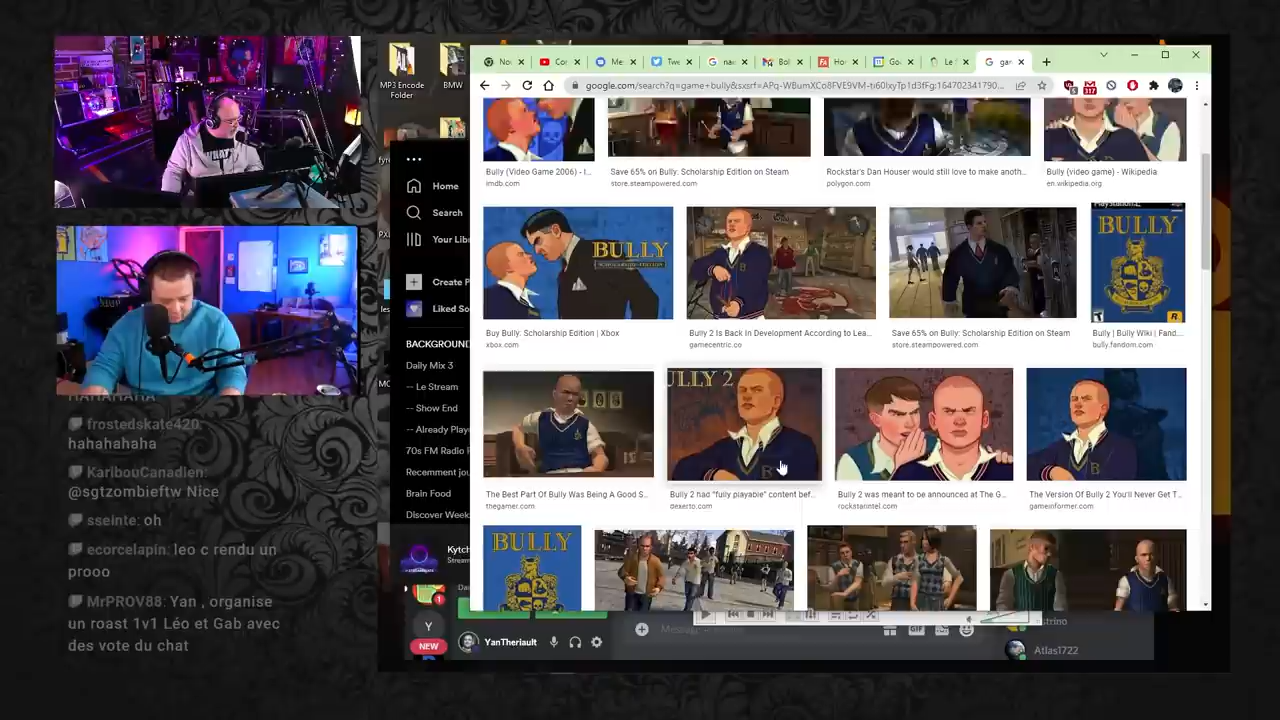 MP3 Encode
Folder
BMW
google.com/search?q=game+bully&sxsrf=APq-WBumXCo8FVE9VM-ti60lxyTp1d3fFg:164702341790...
Bully (Video Game 2006) - I...
imdb.com
Save 65% on Bully: Scholarship Edition on Steam
store.steampowered.com
Rockstar's Dan Houser would still love to make anoth...
polygon.com
Bully (video game) - Wikipedia
en.wikipedia.org
Home
Search
Your Lib
Create P
Liked So
BACKGROUND
Daily Mix 3
-- Le Stream
-- Show End
-- Already Play
70s FM Radio
Recemment jou
Brain Food
Discover Week
BULLY
SCHOLARSHIP EDITION
PlayStation.2
BULLY
Buy Bully: Scholarship Edition | Xbox
xbox.com
Bully 2 Is Back In Development According to Lea...
gamecentric.co
Save 65% on Bully: Scholarship Edition on Steam
store.steampowered.com
Bully | Bully Wiki | Fand...
bully.fandom.com
ULLY 2
The Best Part Of Bully Was Being A Good S...
thegamer.com
Bully 2 had "fully playable" content bef...
dexerto.com
Bully 2 was meant to be announced at The G...
rockstarintel.com
The Version Of Bully 2 You'll Never Get T...
gameinformer.com
BULLY
HAHAHAHA
frostedskate420:
hahahahaha
KaribouCanadien:
@sgtzombieftw Nice
sseinte: oh
ecorcelapin: leo c rendu un
prooo
MrPROV88: Yan , organise
un roast 1v1 Léo et Gab avec
des vote du chat
Kytch
Stream
Y
NEW
YanTheriault
GIF
Atlas1722